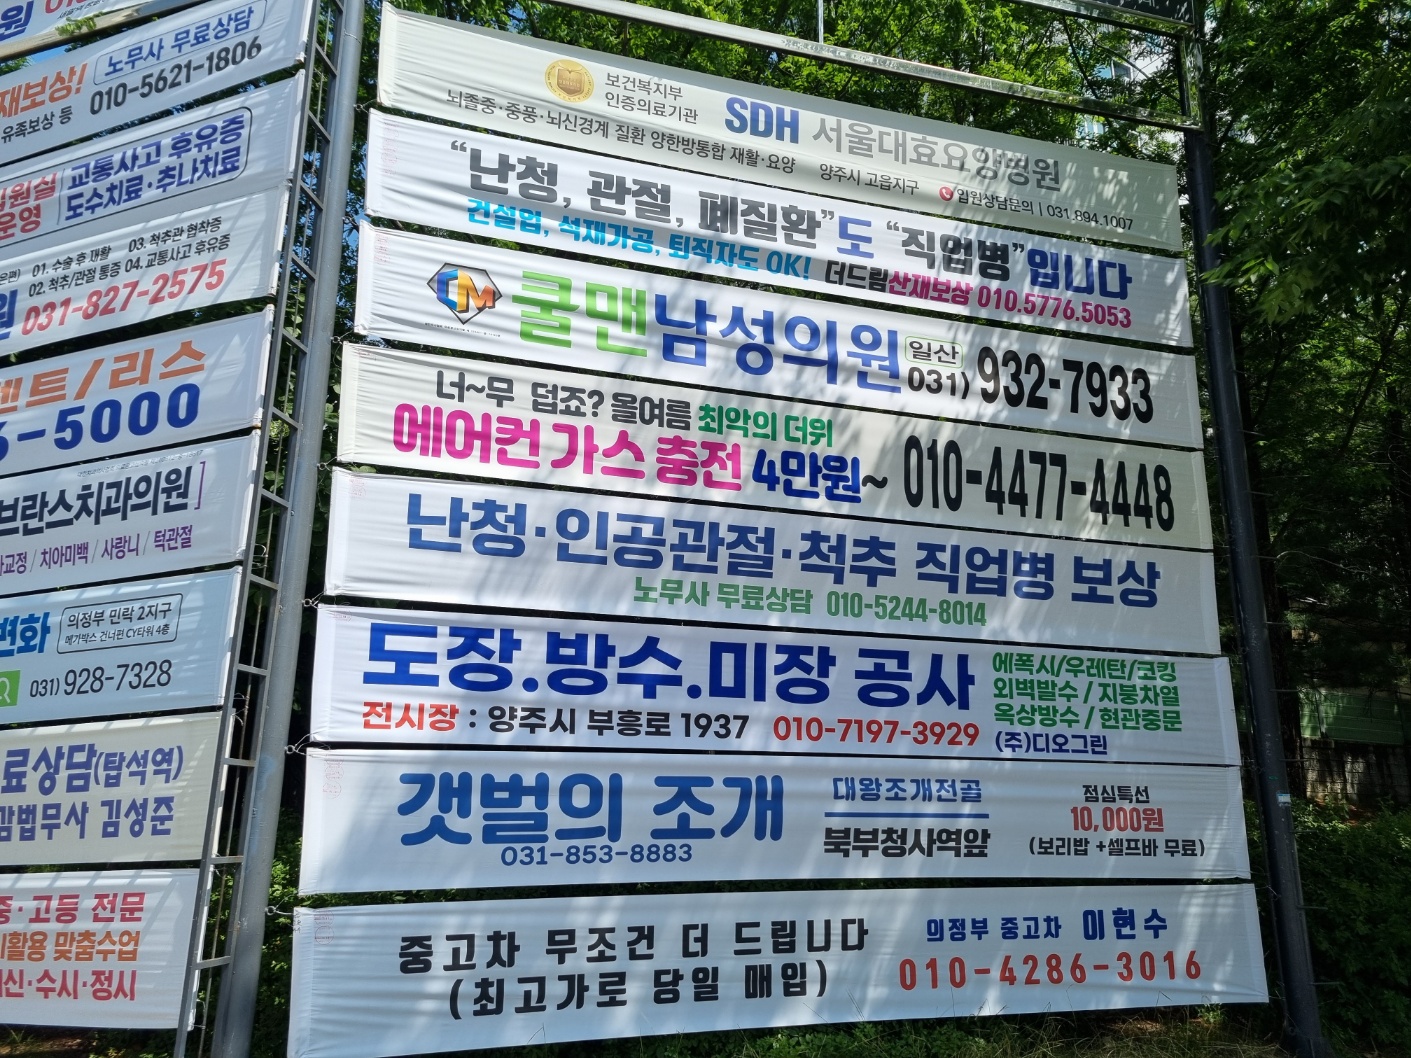 재보상!
노무사 무료상담
유족보상 등
010-5621-1806
입원실
운영
교통사고 후유증
도수치료·추나치료
01. 수술 후 재활
03. 척추관 협착증
02. 척추/관절 통증
04. 교통사고 후유증
031-827-2575
렌트/리스
-5000
브란스치과의원
교정 / 치아미백 / 사랑니 / 턱관절
변화
의정부 민락 2지구
메가박스 건너편 CY타워 4층
031) 928-7328
료상담(탑석역)
법무사 김성준
중·고등 전문
활용 맞춤수업
내신·수시·정시
보건복지부
인증의료기관
SDH 서울대효요양병원
뇌졸중·중풍·뇌신경계 질환 양한방통합 재활·요양
양주시 고읍지구
입원상담문의 | 031.894.1007
“난청, 관절, 폐질환”도 “직업병”입니다
건설업, 석재가공, 퇴직자도 OK!
더드림산재보상 010.5776.5053
CM
쿨맨남성의원
일산
031) 932-7933
너~무 덥죠? 올여름 최악의 더위
에어컨 가스 충전 4만원~
010-4477-4448
난청·인공관절·척추 직업병 보상
노무사 무료상담 010-5244-8014
도장.방수.미장 공사
전시장 : 양주시 부흥로 1937
010-7197-3929
에폭시/우레탄/코킹
외벽발수 / 지붕차열
옥상방수 / 현관중문
(주)디오그린
갯벌의 조개
031-853-8883
대왕조개전골
북부청사역앞
점심특선
10,000원
(보리밥 +셀프바 무료)
중고차 무조건 더 드립니다
(최고가로 당일 매입)
의정부 중고차 이현수
010-4286-3016